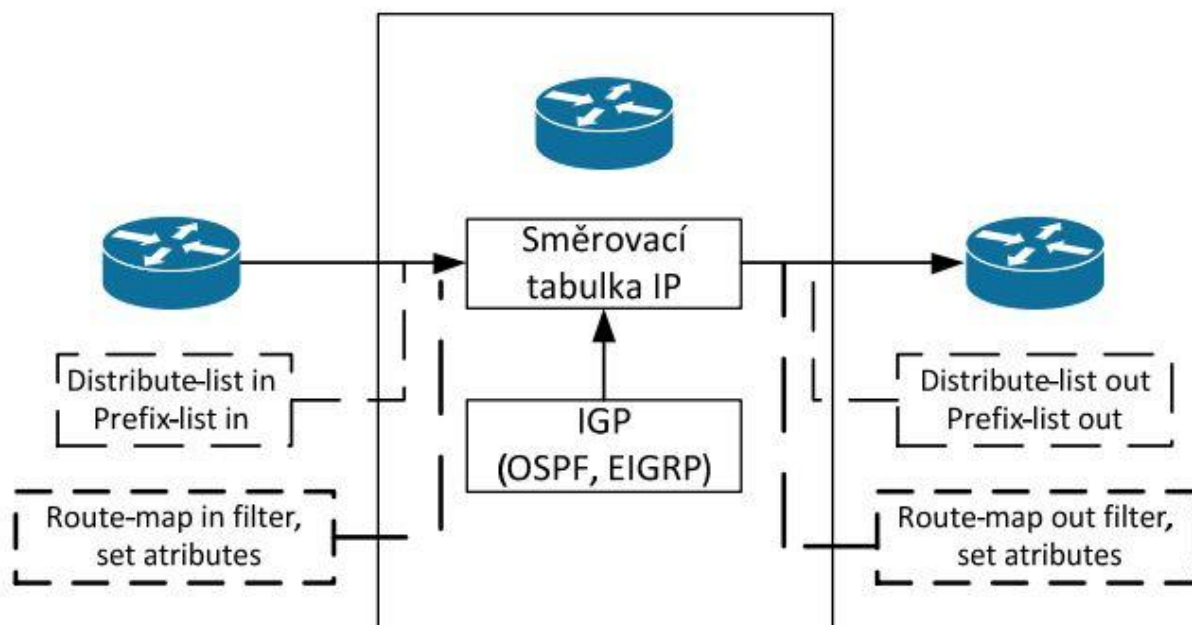 Směrovací
tabulka IP
Distribute-list in
Prefix-list in
IGP
(OSPF, EIGRP)
Distribute-list out
Prefix-list out
Route-map in filter,
set atributes
Route-map out filter,
set atributes